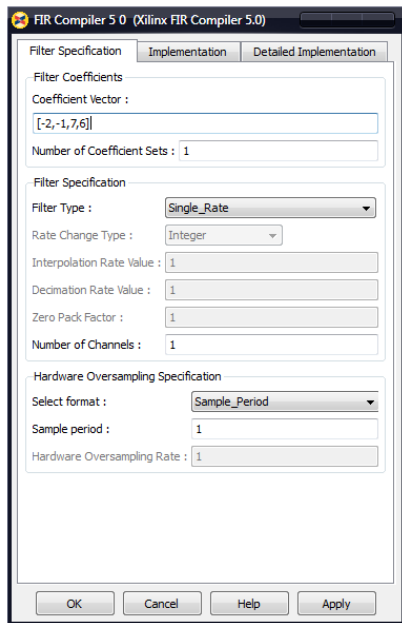 FIR Compiler 5 0 (Xilinx FIR Compiler 5.0)
Filter Specification Implementation Detailed Implementation
Filter Coefficients
Coefficient Vector :
[-2,-1,7,6]
Number of Coefficient Sets : 1
Filter Specification
Filter Type : Single_Rate
Rate Change Type : Integer
Interpolation Rate Value : 1
Decimation Rate Value : 1
Zero Pack Factor : 1
Number of Channels : 1
Hardware Oversampling Specification
Select format : Sample_Period
Sample period : 1
Hardware Oversampling Rate : 1
OK Cancel Help Apply